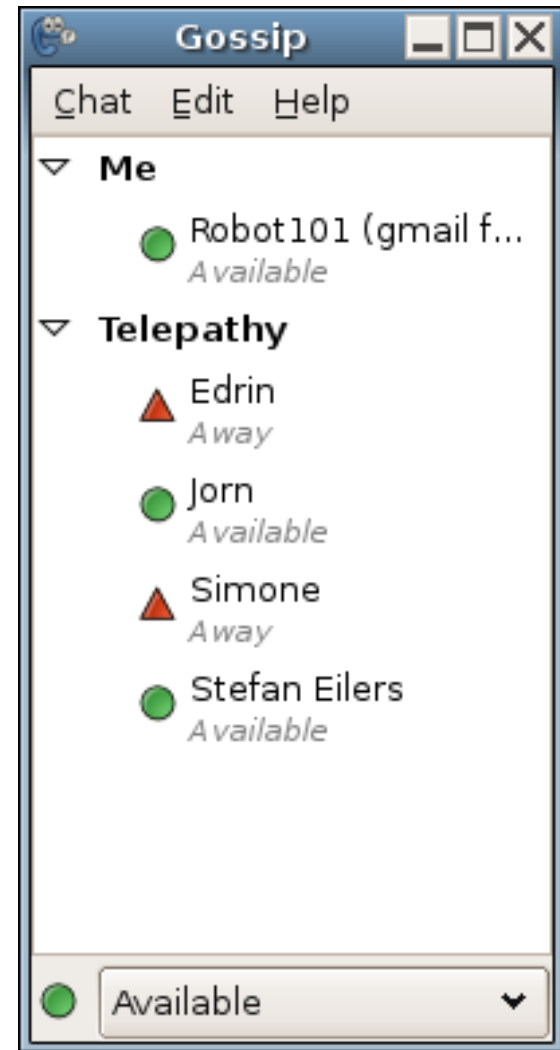 Gossip
Chat Edit Help
Me
Robot101 (gmail f...
Available
Telepathy
Edrin
Away
Jorn
Available
Simone
Away
Stefan Eilers
Available
Available